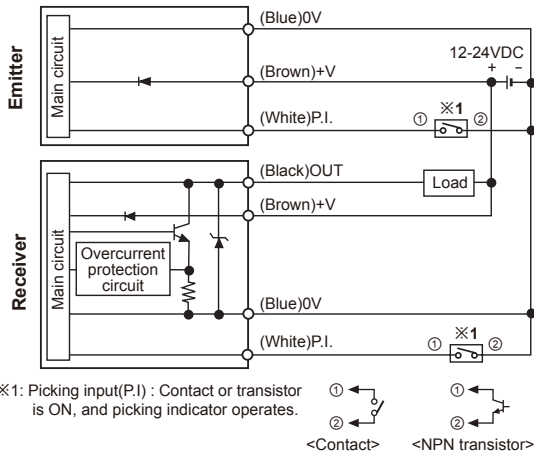 Emitter
Main circuit
(Blue)0V
12-24VDC
+ −
(Brown)+V
※1
(White)P.I.
① ②
Receiver
Main circuit
(Black)OUT
Load
(Brown)+V
Overcurrent
protection
circuit
(Blue)0V
※1
(White)P.I.
① ②
※1: Picking input(P.I) : Contact or transistor
is ON, and picking indicator operates.
①
②
<Contact>
①
②
<NPN transistor>